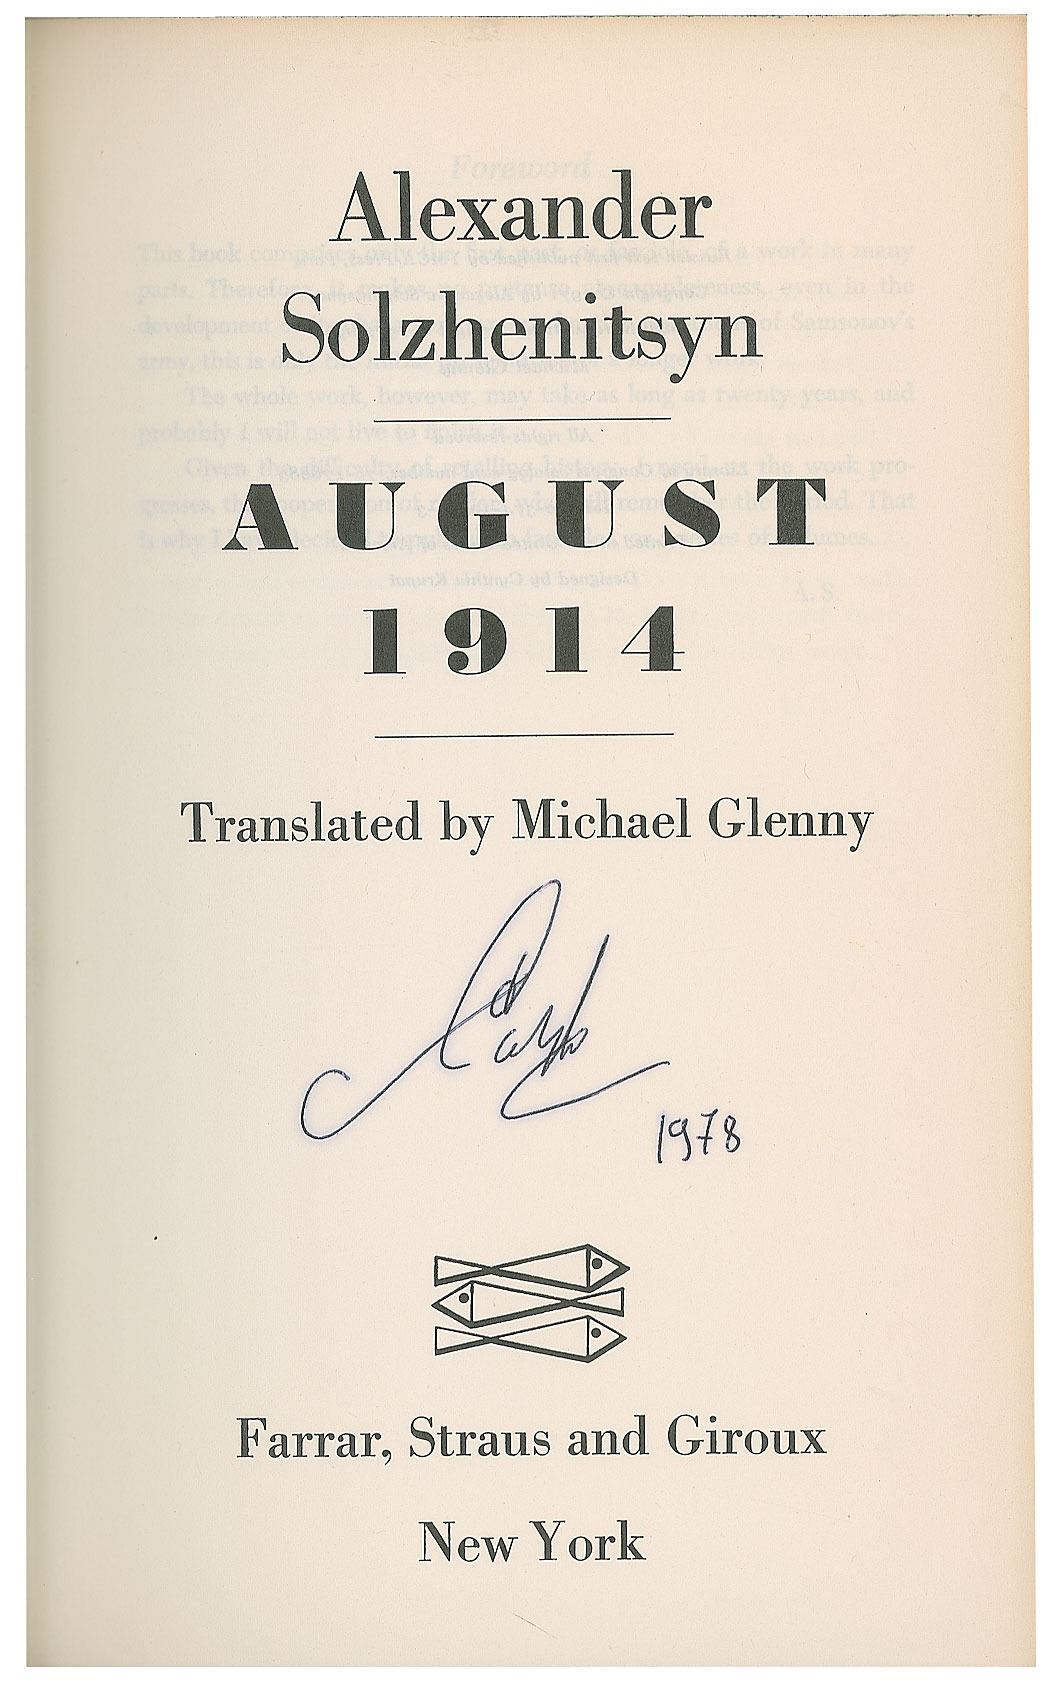 Alexander
Solzhenitsyn
AUGUST
1914
Translated by Michael Glenny
1978
Farrar, Straus and Giroux
New York